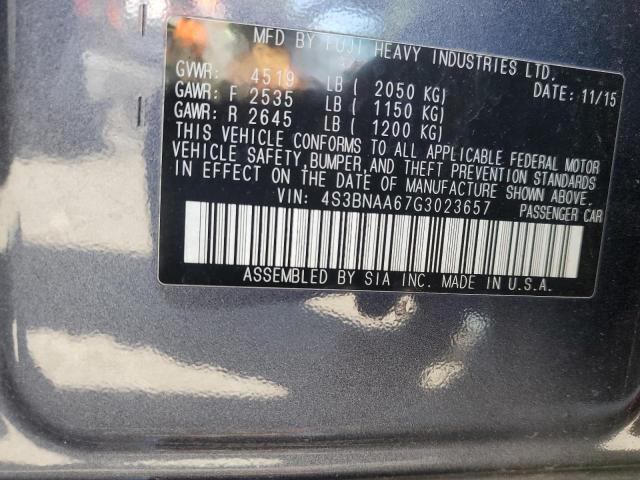 MFD BY FUJI HEAVY INDUSTRIES LTD.
GVWR: 4519 LB ( 2050 KG) DATE: 11/15
GAWR: F 2535 LB ( 1150 KG)
GAWR: R 2645 LB ( 1200 KG)
THIS VEHICLE CONFORMS TO ALL APPLICABLE FEDERAL MOTOR
VEHICLE SAFETY, BUMPER, AND THEFT PREVENTION STANDARDS
IN EFFECT ON THE DATE OF MANUFACTURE SHOWN ABOVE.
VIN: 4S3BNAA67G3023657 PASSENGER CAR
ASSEMBLED BY SIA INC. MADE IN U.S.A.